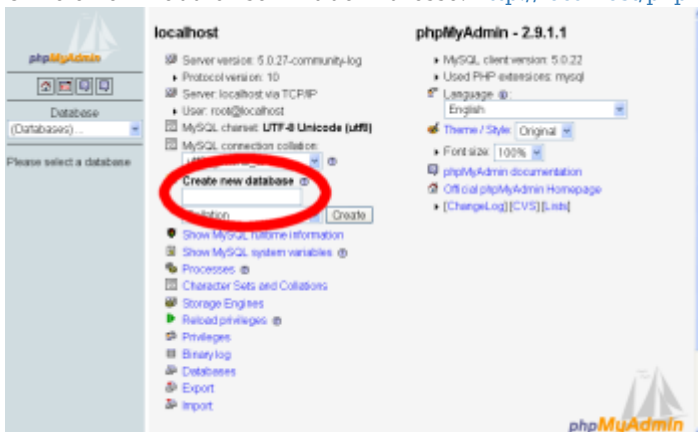 phpMyAdmin
Database
(Databases) ...
Please select a database
localhost
Server version: 5.0.27-community-log
Protocol version: 10
Server: localhost via TCP/IP
User: root@localhost
MySQL charset: UTF-8 Unicode (utf8)
MySQL connection collation
Create new database
Collation
Create
Show MySQL runtime information
Show MySQL system variables
Processes
Character Sets and Collations
Storage Engines
Reload privileges
Privileges
Binary log
Databases
Export
Import
phpMyAdmin - 2.9.1.1
MySQL client version: 5.0.22
Used PHP extensions: mysql
Language
English
Theme / Style: Original
Font size: 100%
phpMyAdmin documentation
Official phpMyAdmin Homepage
[ChangeLog] [CVS] [Lists]
phpMyAdmin